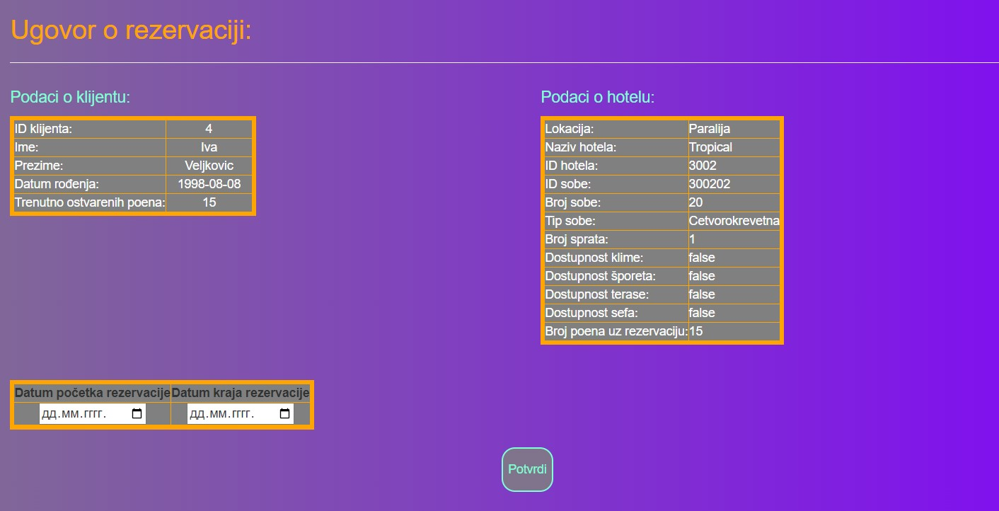 Ugovor o rezervaciji:
Podaci o klijentu:
ID klijenta: 4
Ime: Iva
Prezime: Veljkovic
Datum rođenja: 1998-08-08
Trenutno ostvarenih poena: 15
Podaci o hotelu:
Lokacija: Paralija
Naziv hotela: Tropical
ID hotela: 3002
ID sobe: 300202
Broj sobe: 20
Tip sobe: Cetvorokrevetna
Broj sprata: 1
Dostupnost klime: false
Dostupnost šporeta: false
Dostupnost terase: false
Dostupnost sefa: false
Broj poena uz rezervaciju: 15
Datum početka rezervacije Datum kraja rezervacije
дд.мм.гггг. дд.мм.гггг.
Potvrdi